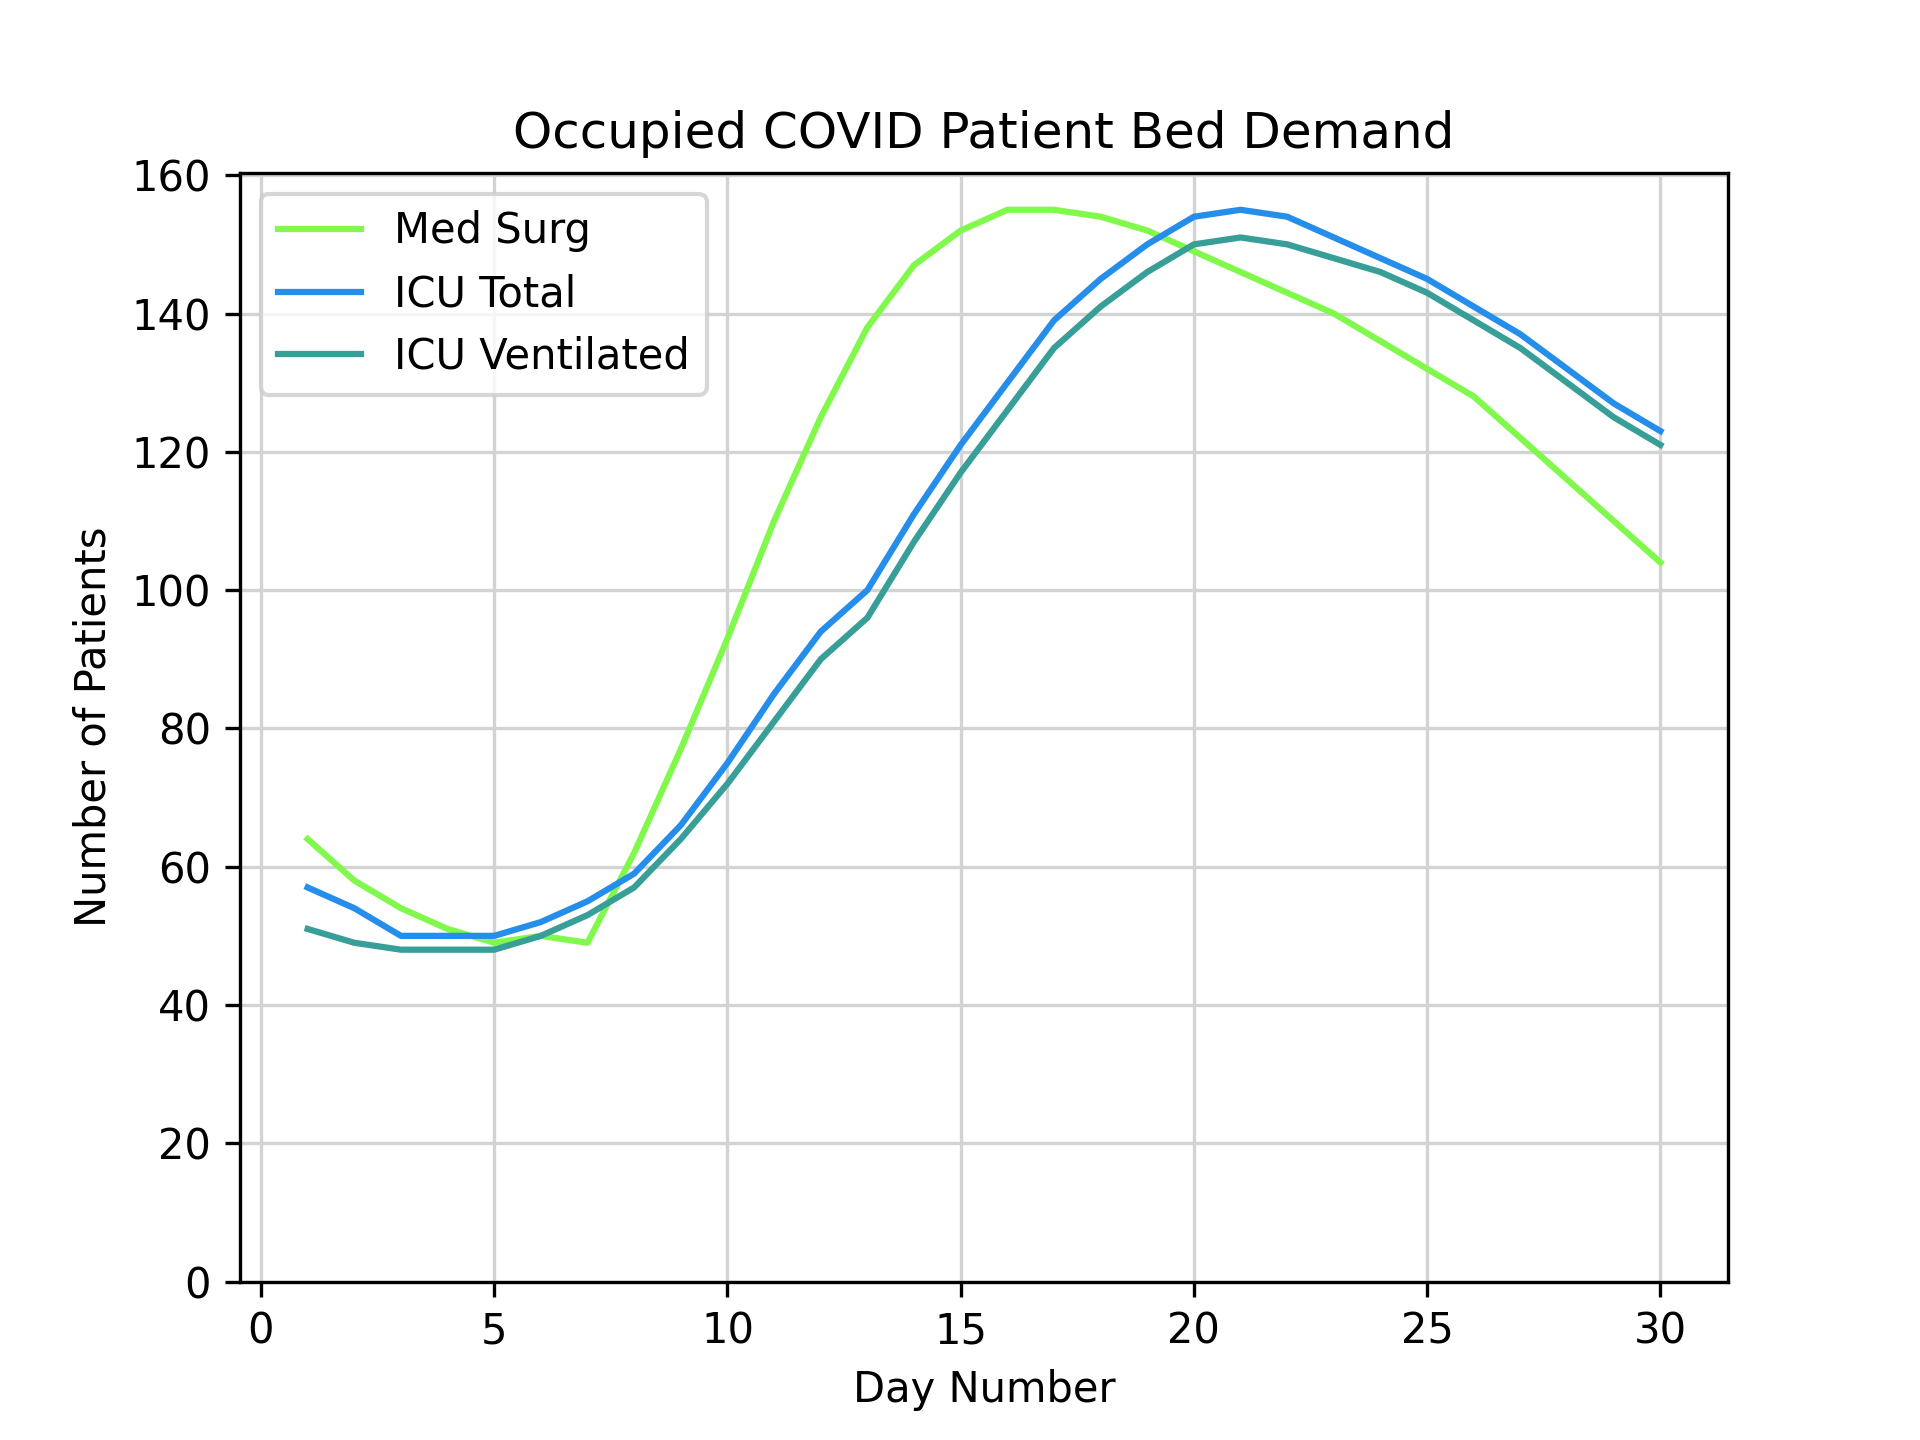 Occupied COVID Patient Bed Demand
160
140
120
100
80
60
40
20
0
Number of Patients
Med Surg
ICU Total
ICU Ventilated
0 5 10 15 20 25 30
Day Number